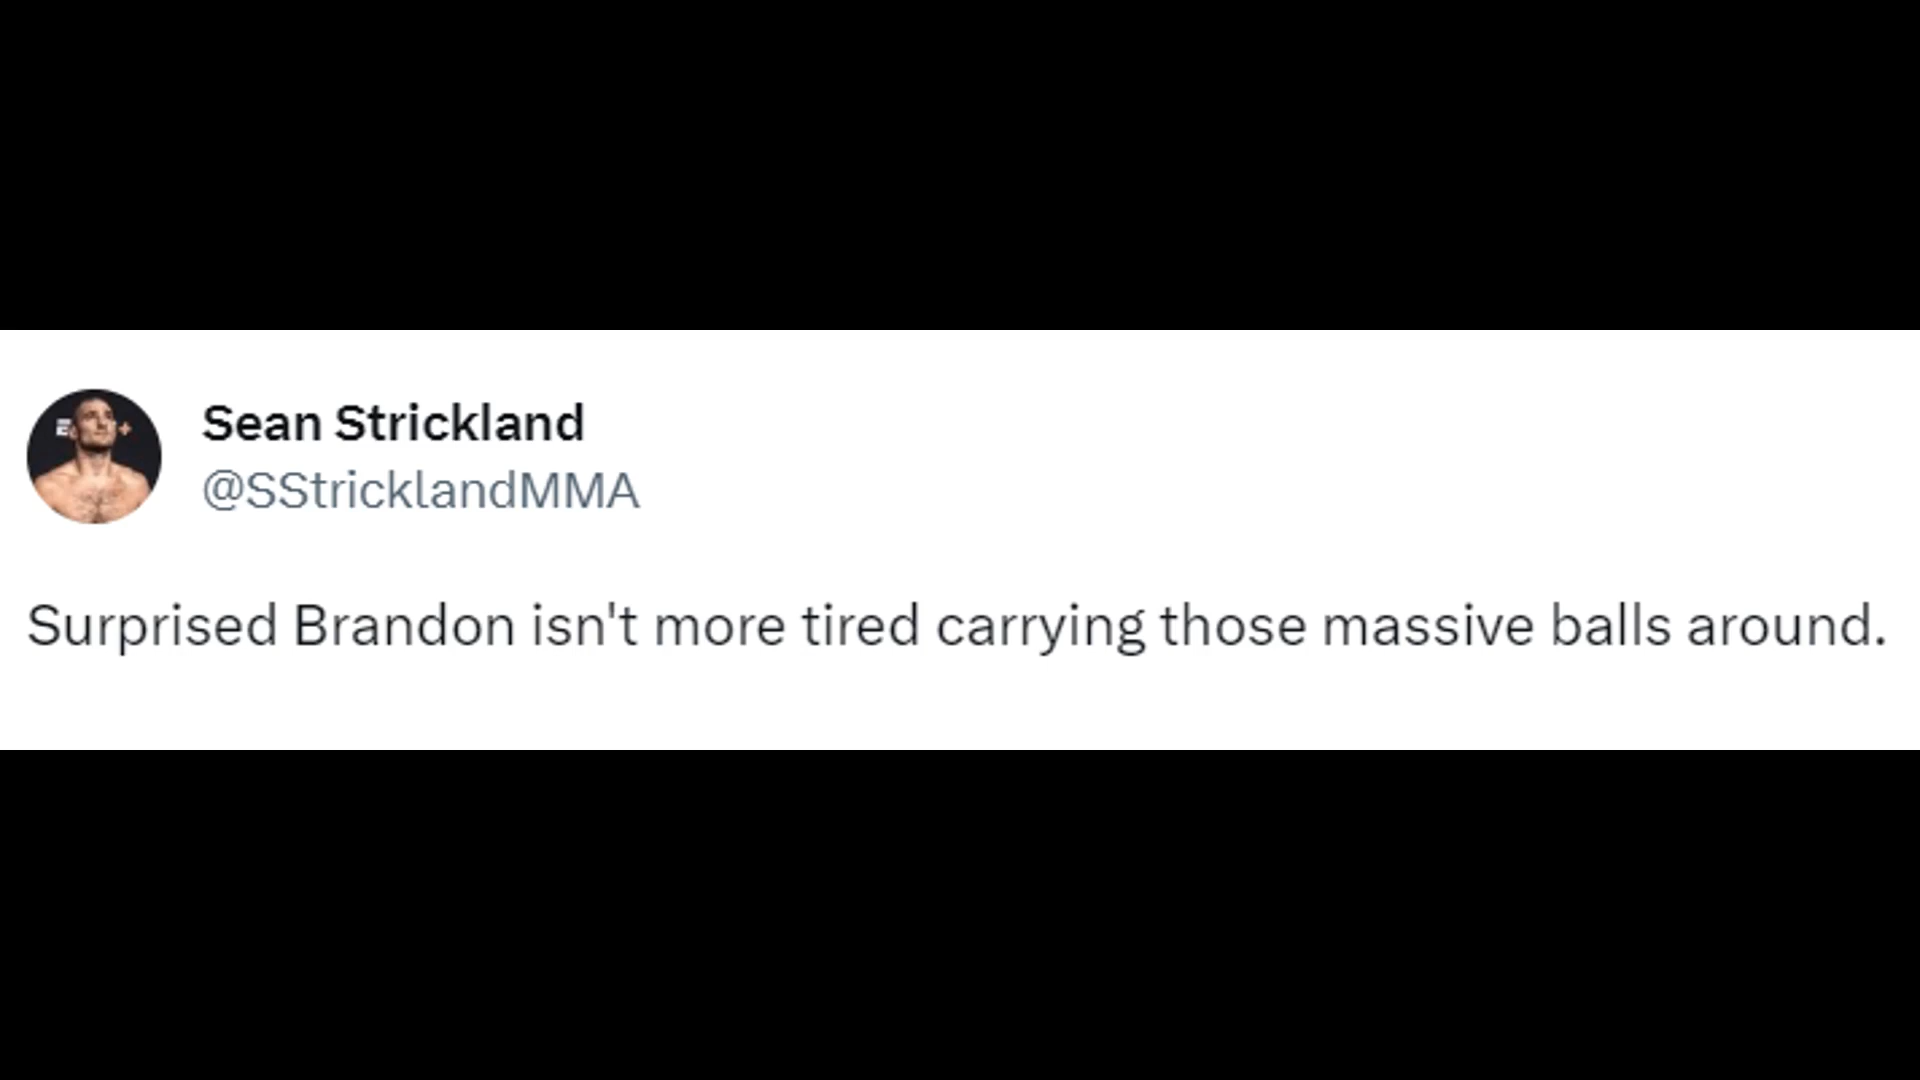 Sean Strickland
@SStricklandMMA
Surprised Brandon isn't more tired carrying those massive balls around.